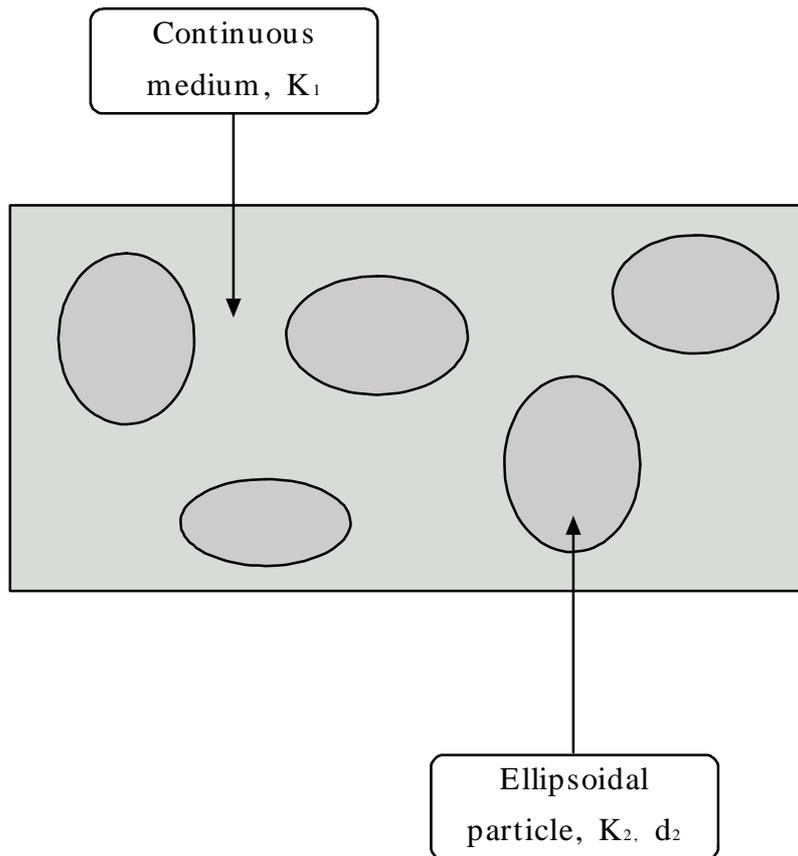 Continuous
medium, K₁
Ellipsoidal
particle, K₂, d₂